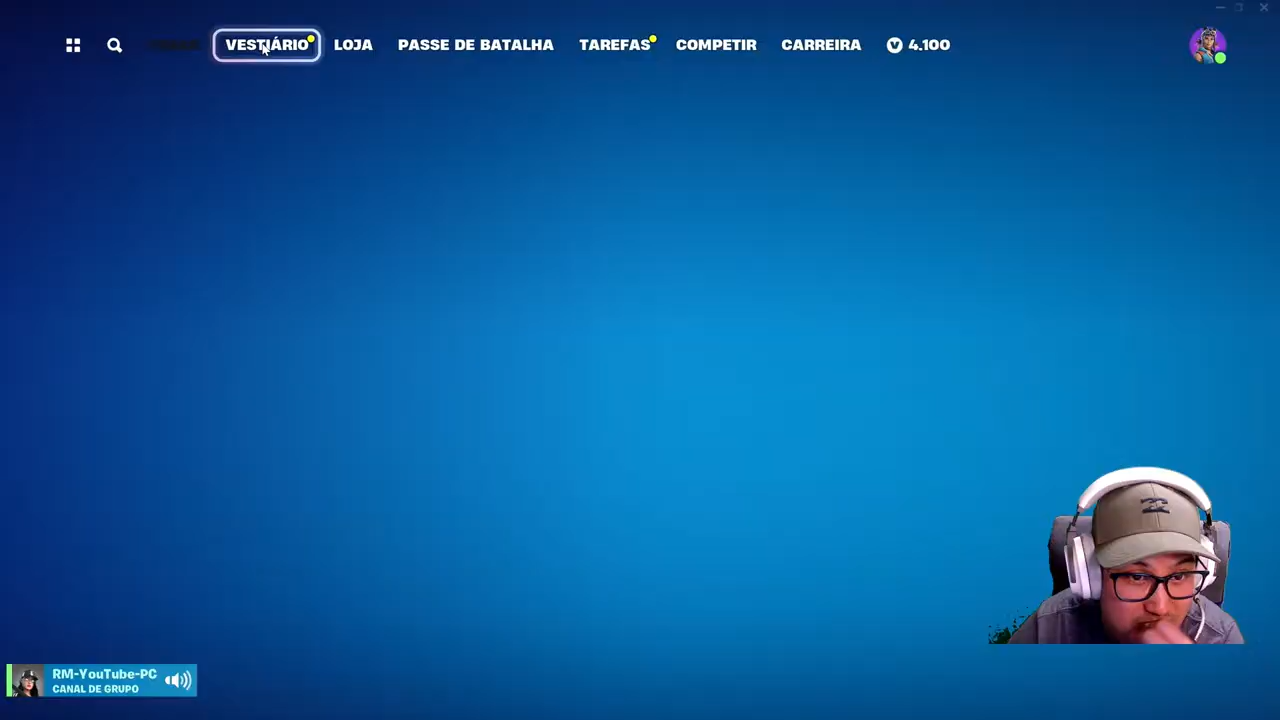 VESTIÁRIO LOJA PASSE DE BATALHA TAREFAS COMPETIR CARREIRA 4.100
RM-YouTube-PC
CANAL DE GRUPO